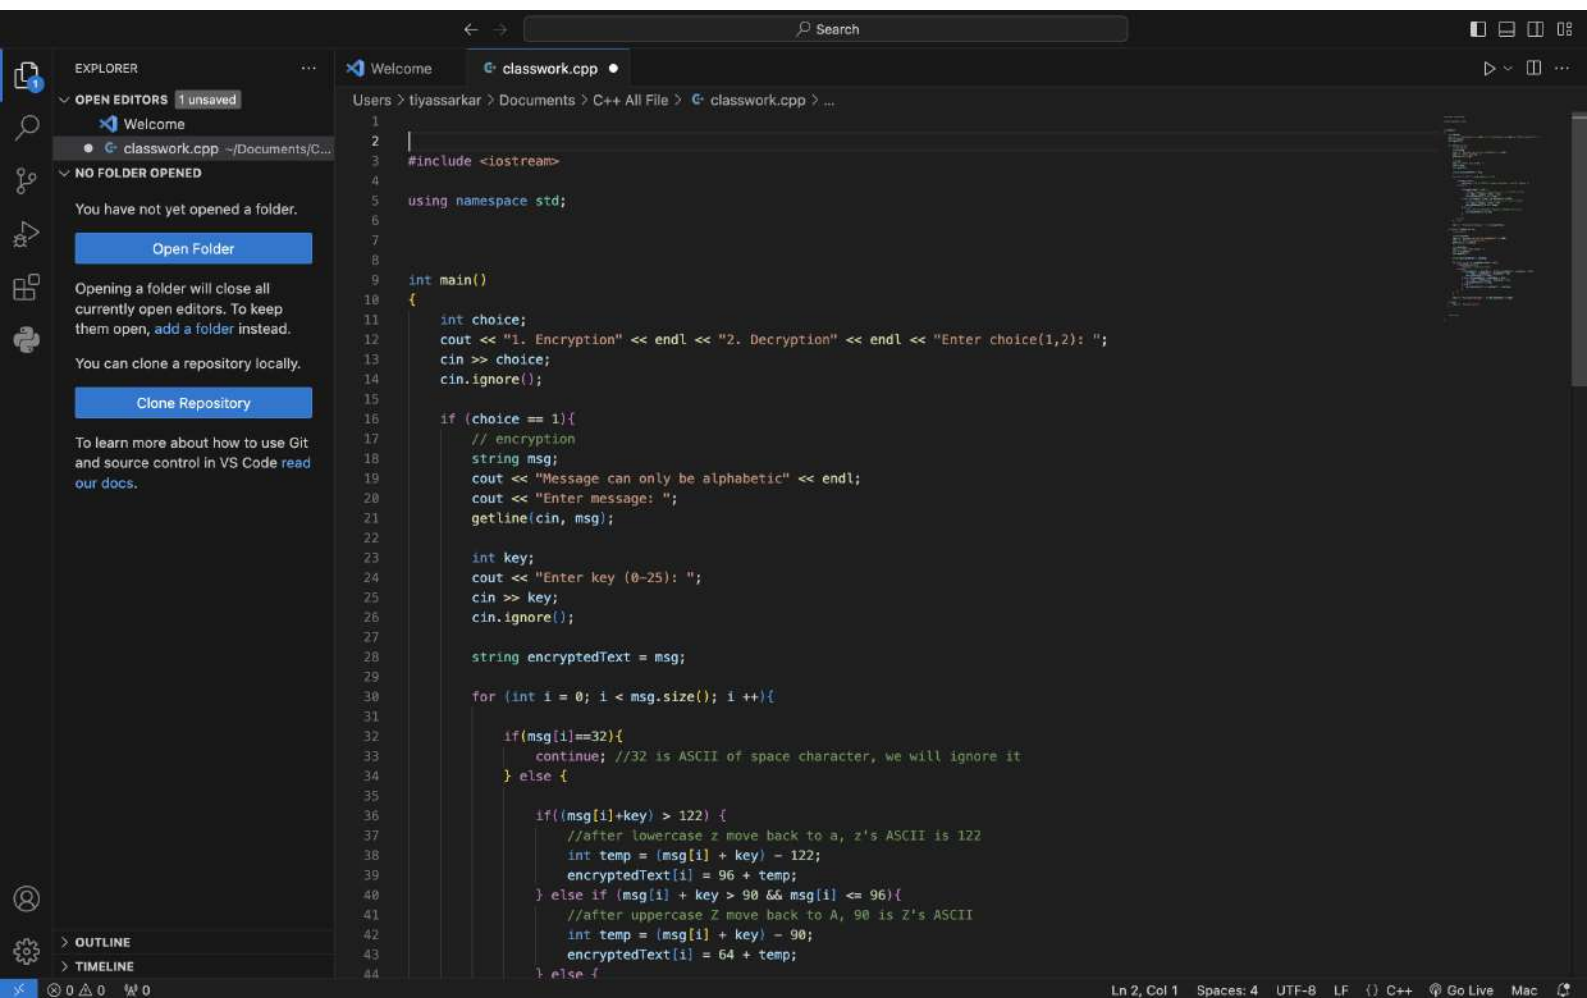 Search
EXPLORER
Welcome
classwork.cpp
OPEN EDITORS 1 unsaved
Welcome
classwork.cpp ~/Documents/C...
NO FOLDER OPENED
You have not yet opened a folder.
Open Folder
Opening a folder will close all
currently open editors. To keep
them open, add a folder instead.
You can clone a repository locally.
Clone Repository
To learn more about how to use Git
and source control in VS Code read
our docs.
OUTLINE
TIMELINE
Users > tiyassarkar > Documents > C++ All File > classwork.cpp > ...
1
2
3 #include <iostream>
4
5 using namespace std;
6
7
8
9 int main()
10 {
11 int choice;
12 cout << "1. Encryption" << endl << "2. Decryption" << endl << "Enter choice(1,2): ";
13 cin >> choice;
14 cin.ignore();
15
16 if (choice == 1){
17 // encryption
18 string msg;
19 cout << "Message can only be alphabetic" << endl;
20 cout << "Enter message: ";
21 getline(cin, msg);
22
23 int key;
24 cout << "Enter key (0-25): ";
25 cin >> key;
26 cin.ignore();
27
28 string encryptedText = msg;
29
30 for (int i = 0; i < msg.size(); i ++){
31
32 if(msg[i]==32){
33 continue; //32 is ASCII of space character, we will ignore it
34 } else {
35
36 if((msg[i]+key) > 122) {
37 //after lowercase z move back to a, z's ASCII is 122
38 int temp = (msg[i] + key) - 122;
39 encryptedText[i] = 96 + temp;
40 } else if (msg[i] + key > 90 && msg[i] <= 96){
41 //after uppercase Z move back to A, 90 is Z's ASCII
42 int temp = (msg[i] + key) - 90;
43 encryptedText[i] = 64 + temp;
44 } else {
0 0 0
Ln 2, Col 1 Spaces: 4 UTF-8 LF {} C++ Go Live Mac